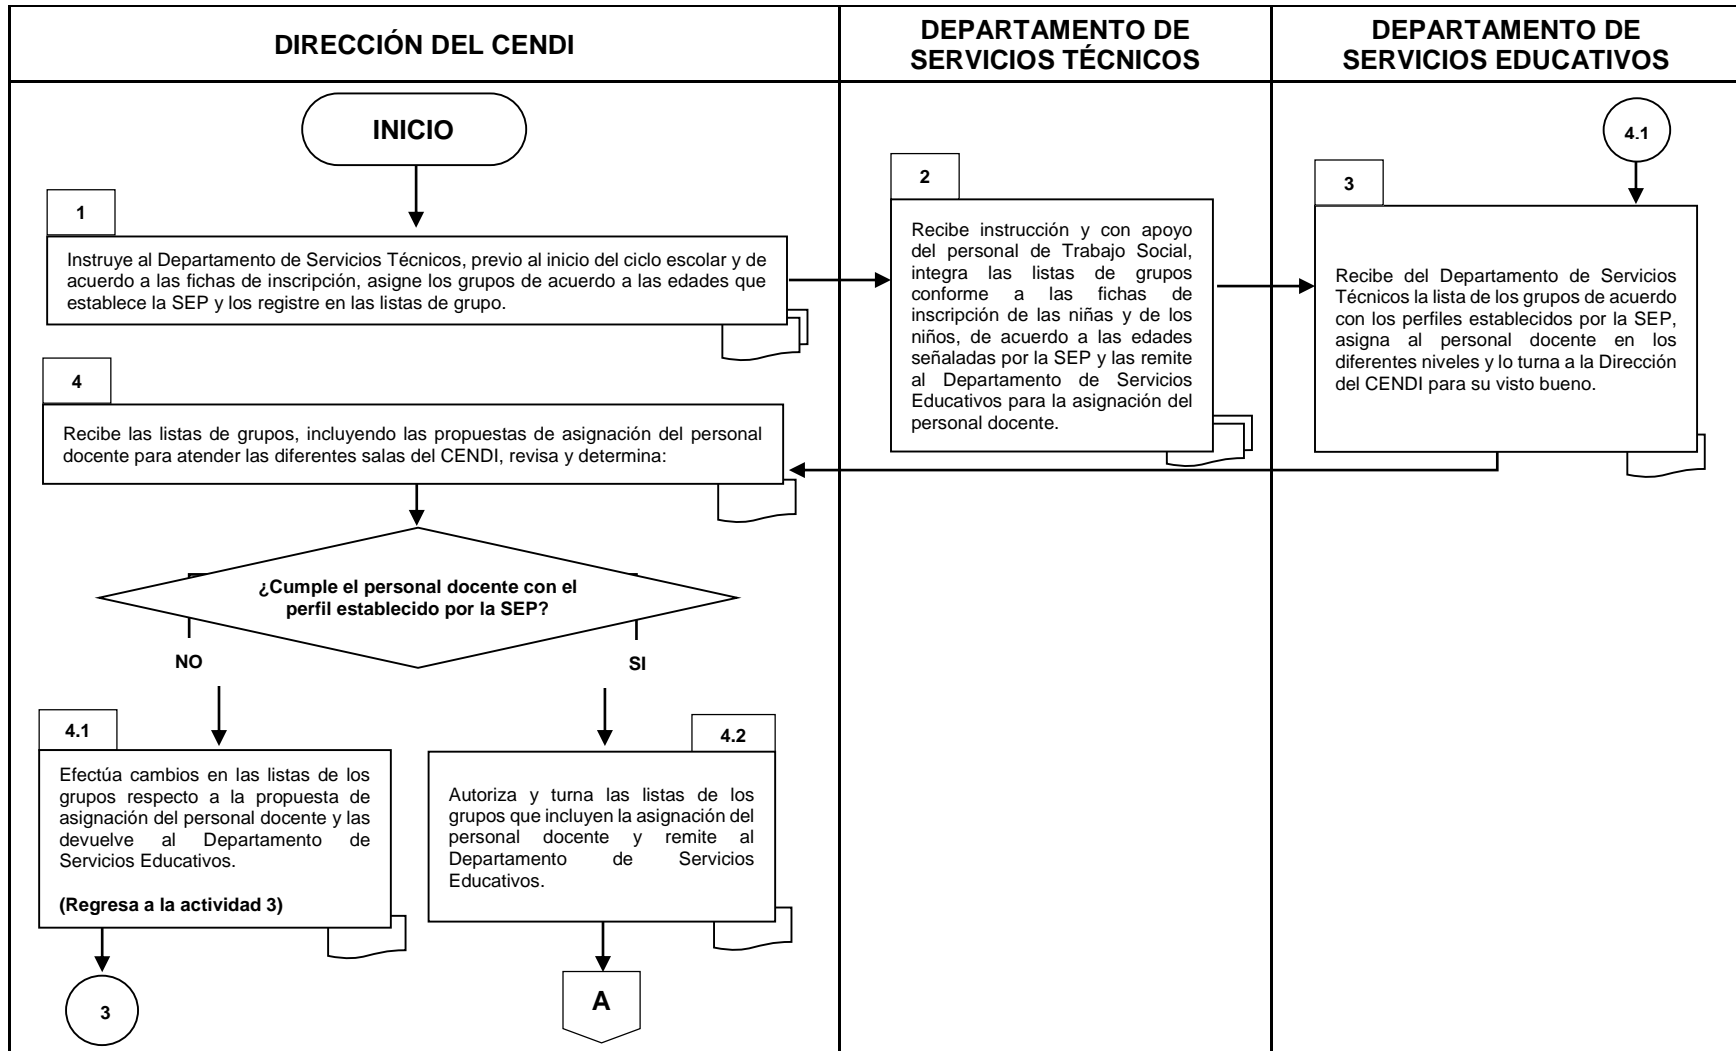 DIRECCIÓN DEL CENDI
DEPARTAMENTO DE
SERVICIOS TÉCNICOS
DEPARTAMENTO DE
SERVICIOS EDUCATIVOS
INICIO
1
Instruye al Departamento de Servicios Técnicos, previo al inicio del ciclo escolar y de
acuerdo a las fichas de inscripción, asigne los grupos de acuerdo a las edades que
establece la SEP y los registre en las listas de grupo.
2
Recibe instrucción y con apoyo
del personal de Trabajo Social,
integra las listas de grupos
conforme a las fichas de
inscripción de las niñas y de los
niños, de acuerdo a las edades
señaladas por la SEP y las remite
al Departamento de Servicios
Educativos para la asignación del
personal docente.
4.1
3
Recibe del Departamento de Servicios
Técnicos la lista de los grupos de acuerdo
con los perfiles establecidos por la SEP,
asigna al personal docente en los
diferentes niveles y lo turna a la Dirección
del CENDI para su visto bueno.
4
Recibe las listas de grupos, incluyendo las propuestas de asignación del personal
docente para atender las diferentes salas del CENDI, revisa y determina:
¿Cumple el personal docente con el
perfil establecido por la SEP?
NO
SI
4.1
Efectúa cambios en las listas de los
grupos respecto a la propuesta de
asignación del personal docente y las
devuelve al Departamento de
Servicios Educativos.
(Regresa a la actividad 3)
3
4.2
Autoriza y turna las listas de los
grupos que incluyen la asignación del
personal docente y remite al
Departamento de Servicios
Educativos.
A